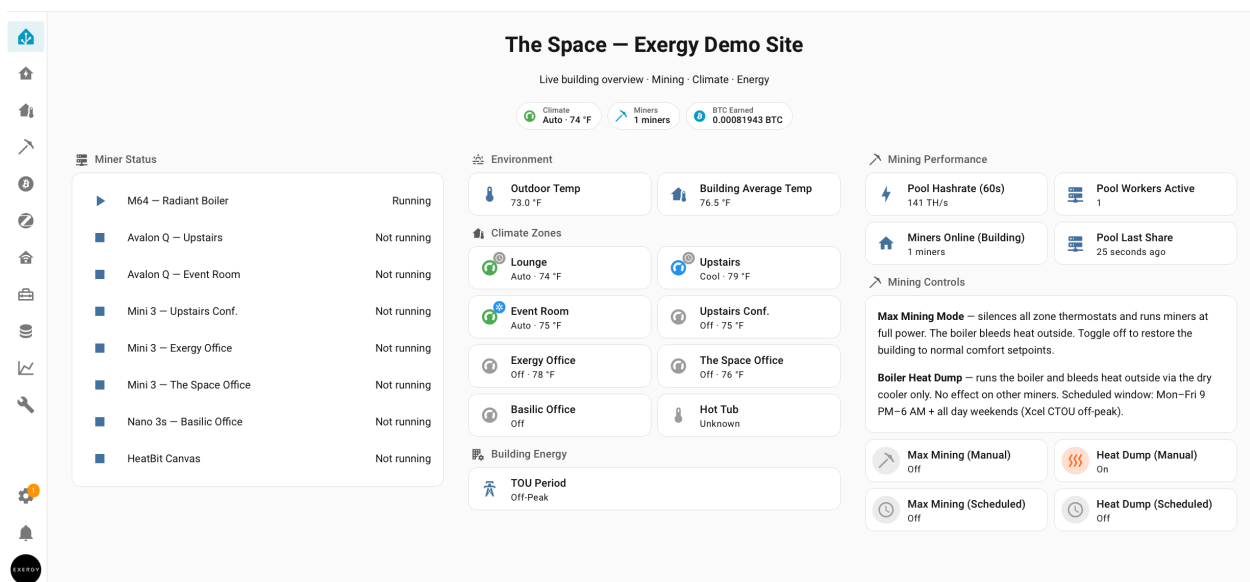 The Space — Exergy Demo Site
Live building overview · Mining · Climate · Energy
Climate
Auto · 74 °F
Miners
1 miners
BTC Earned
0.00081943 BTC
Miner Status
M64 — Radiant Boiler Running
Avalon Q — Upstairs Not running
Avalon Q — Event Room Not running
Mini 3 — Upstairs Conf. Not running
Mini 3 — Exergy Office Not running
Mini 3 — The Space Office Not running
Nano 3s — Basilic Office Not running
HeatBit Canvas Not running
Environment
Outdoor Temp
73.0 °F
Building Average Temp
76.5 °F
Climate Zones
Lounge
Auto · 74 °F
Upstairs
Cool · 79 °F
Event Room
Auto · 75 °F
Upstairs Conf.
Off · 75 °F
Exergy Office
Off · 78 °F
The Space Office
Off · 76 °F
Basilic Office
Off
Hot Tub
Unknown
Building Energy
TOU Period
Off-Peak
Mining Performance
Pool Hashrate (60s)
141 TH/s
Pool Workers Active
1
Miners Online (Building)
1 miners
Pool Last Share
25 seconds ago
Mining Controls
Max Mining Mode — silences all zone thermostats and runs miners at
full power. The boiler bleeds heat outside. Toggle off to restore the
building to normal comfort setpoints.
Boiler Heat Dump — runs the boiler and bleeds heat outside via the dry
cooler only. No effect on other miners. Scheduled window: Mon–Fri 9
PM–6 AM + all day weekends (Xcel CTOU off-peak).
Max Mining (Manual)
Off
Heat Dump (Manual)
On
Max Mining (Scheduled)
Off
Heat Dump (Scheduled)
Off
1
EXERGY